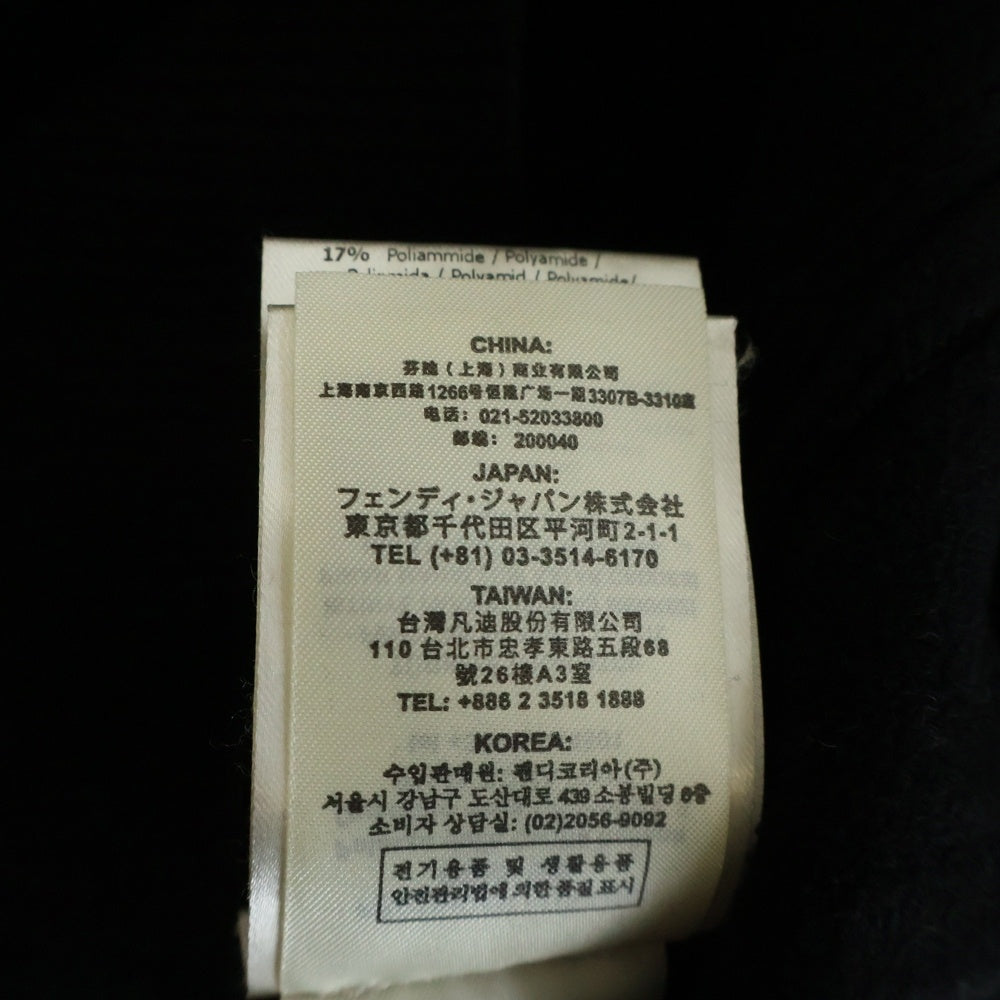 17% Poliammide / Polyamide /
Polyamid / Polyamide/
CHINA:
芬迪（上海）商业有限公司
上海南京西路1266号恒隆广场一期3307B-3310室
电话: 021-52033800
邮编: 200040
JAPAN:
フェンディ・ジャパン株式会社
東京都千代田区平河町2-1-1
TEL (+81) 03-3514-6170
TAIWAN:
台灣凡迪股份有限公司
110 台北市忠孝東路五段68
號26樓A3室
TEL: +886 2 3518 1888
KOREA:
수입판매원: 펜디코리아(주)
서울시 강남구 도산대로 439 소봉빌딩 6층
소비자 상담실: (02)2056-9092
전기용품 및 생활용품
안전관리법에 의한 품질 표시